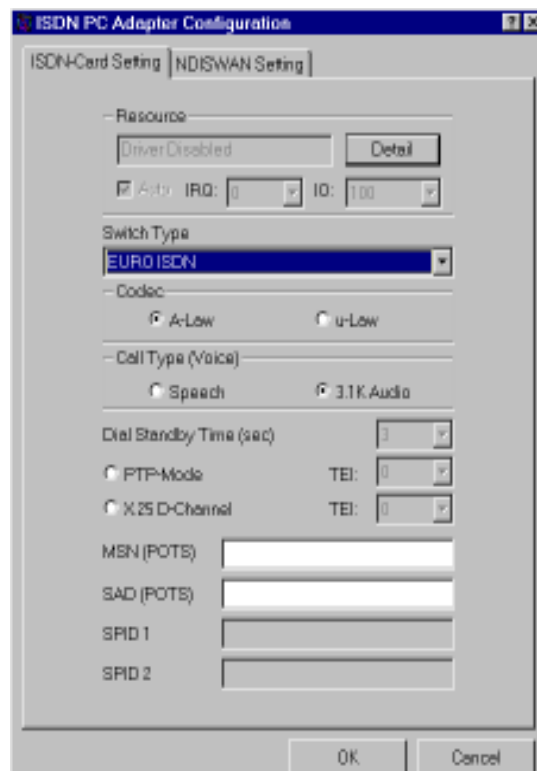 ISDN PC Adapter Configuration
ISDN-Card Setting NDISWAN Setting
Resource
Driver Disabled Detail
Auto IRQ: 0 IO: 100
Switch Type
EURO ISDN
Codec
A-Law u-Law
Call Type (Voice)
Speech 3.1K Audio
Dial Standby Time (sec) 3
PTP-Mode TEI: 0
X.25 D-Channel TEI: 0
MSN (POTS)
SAD (POTS)
SPID 1
SPID 2
OK Cancel